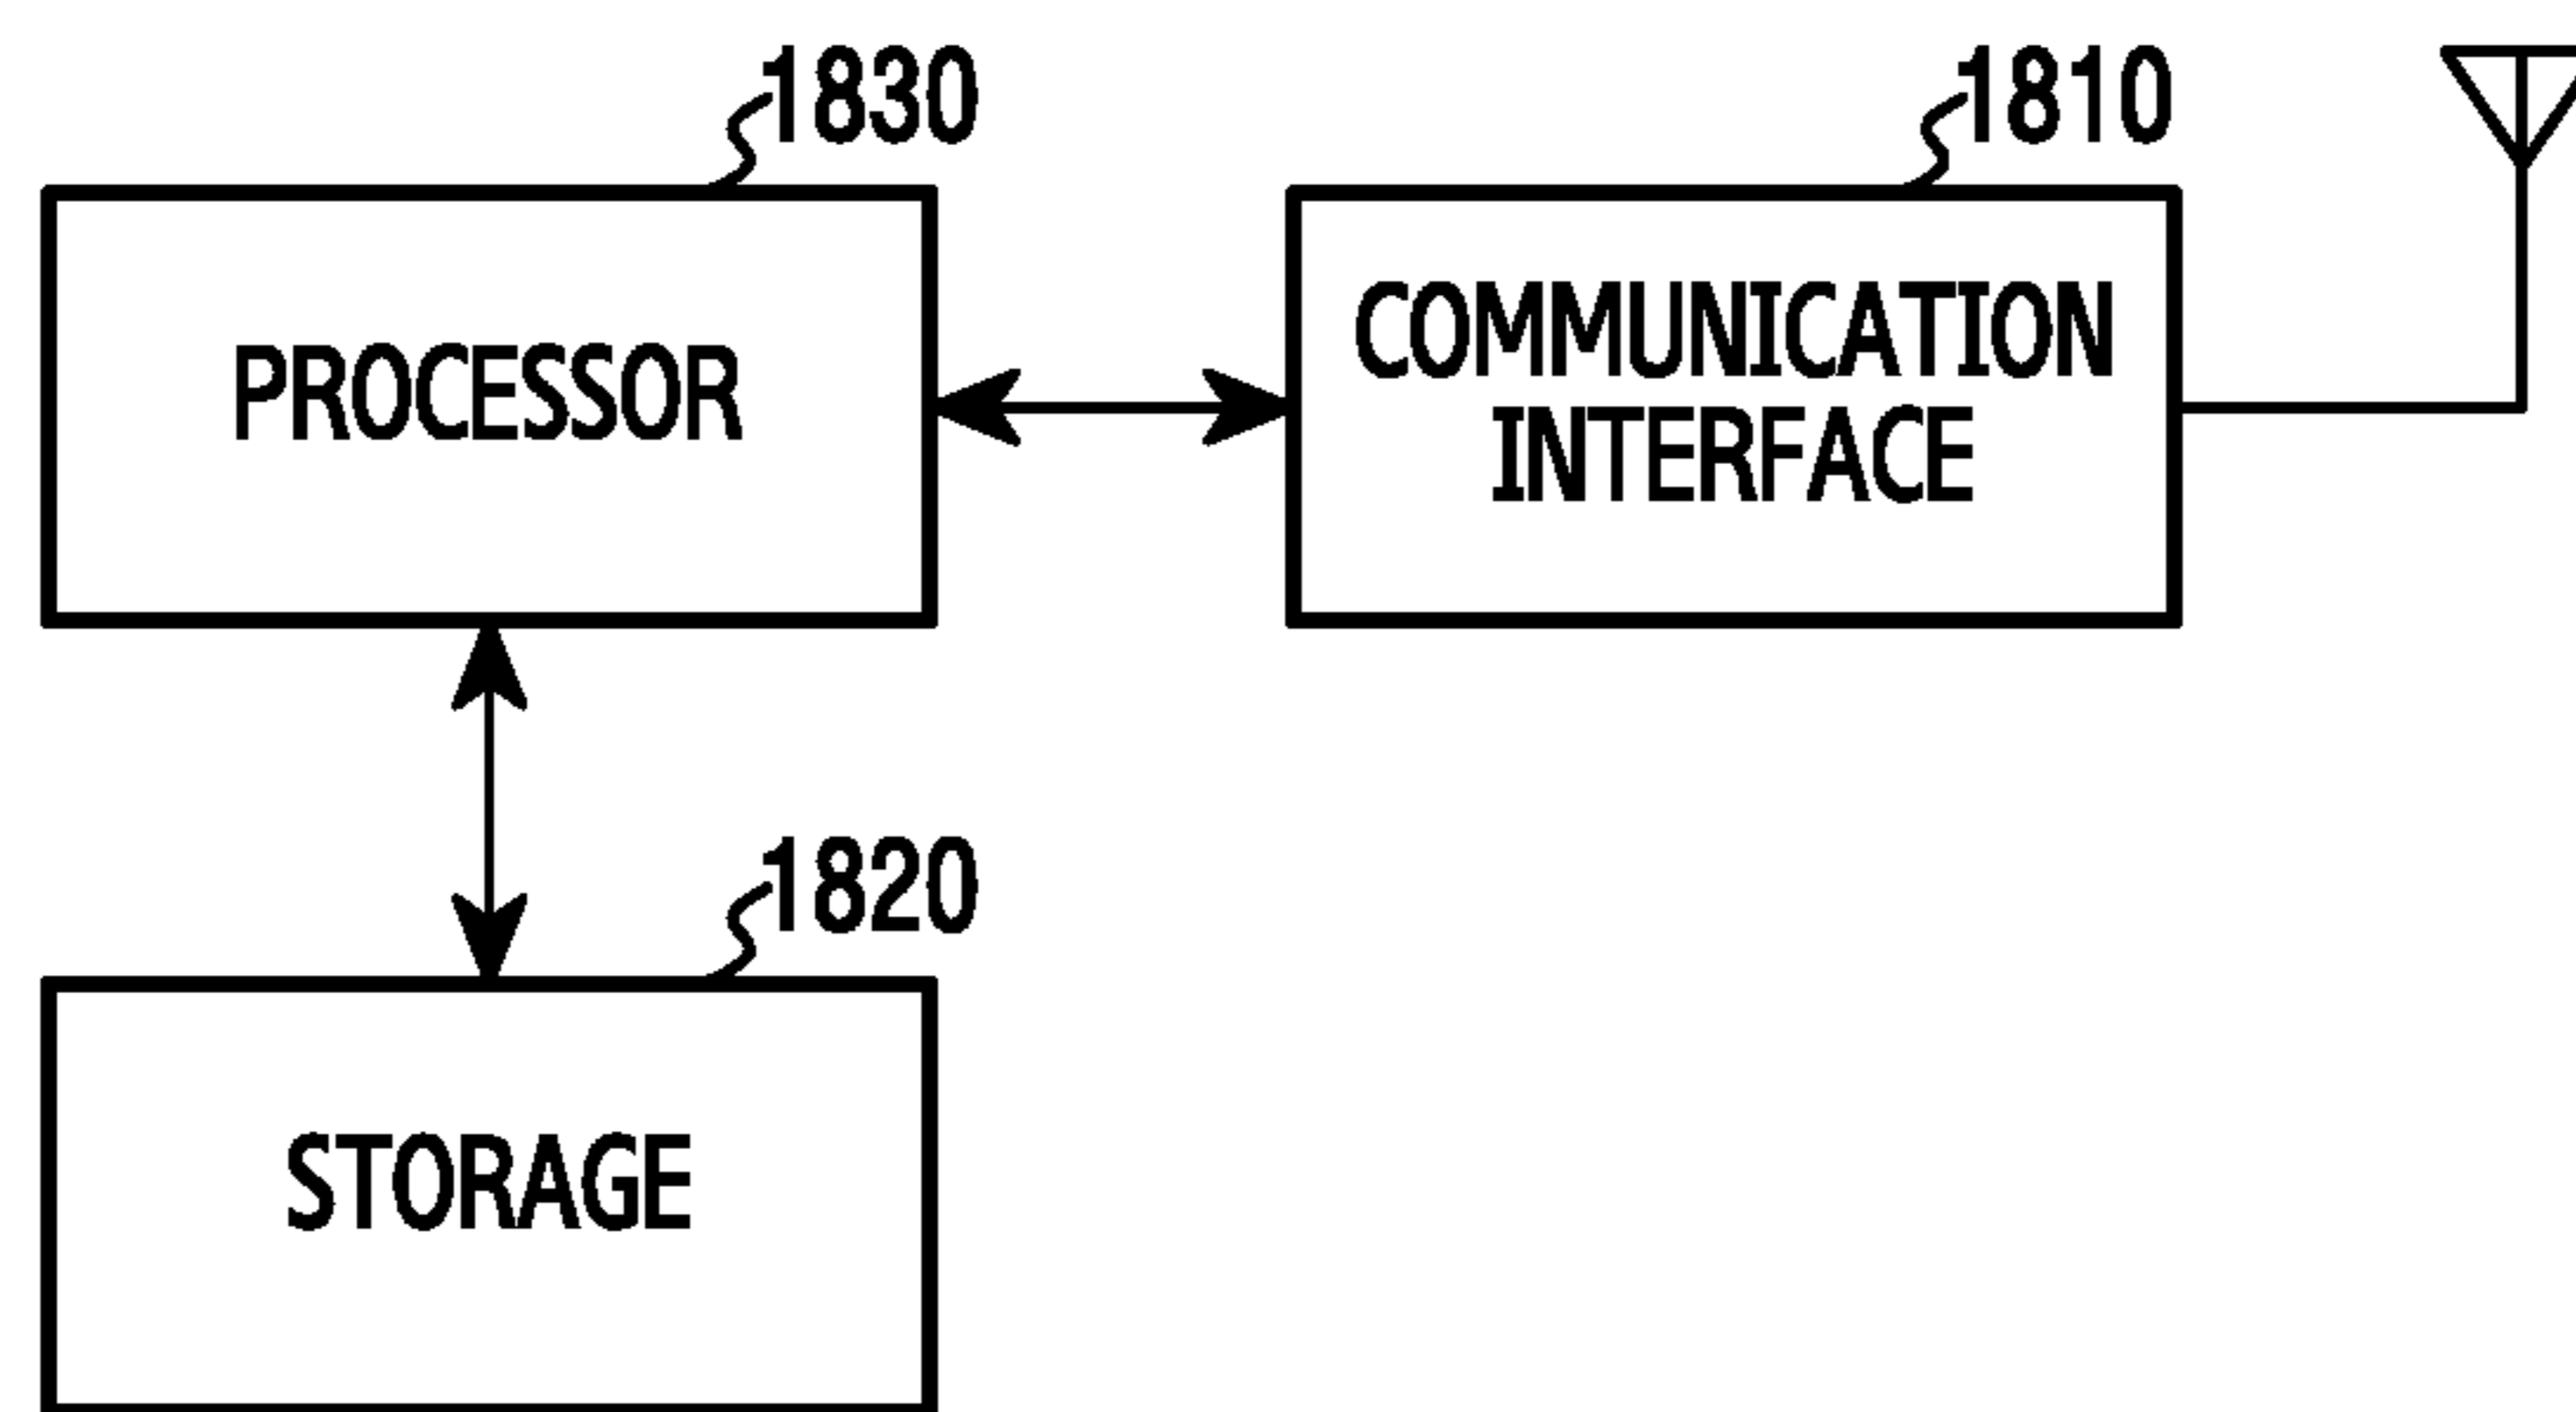 1830
1810
PROCESSOR
COMMUNICATION
INTERFACE
1820
STORAGE